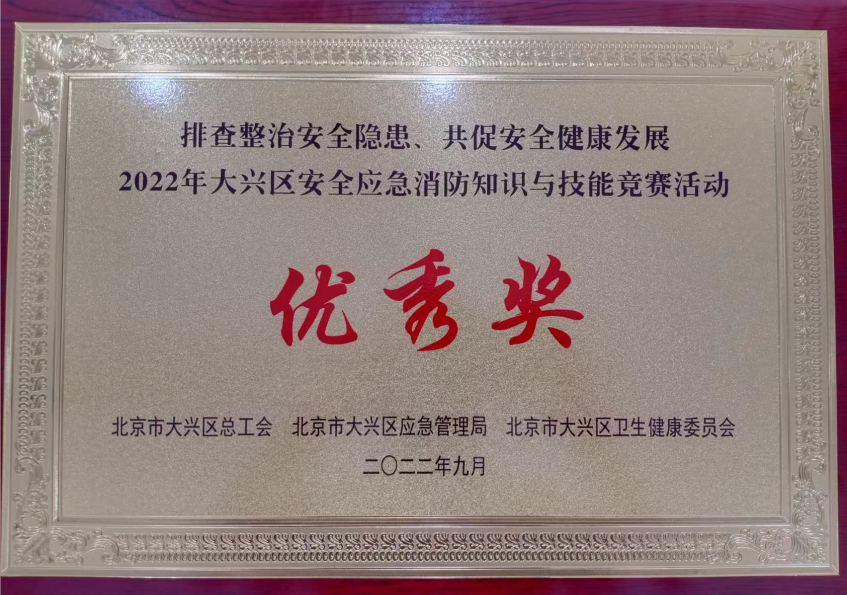 排查整治安全隐患、共促安全健康发展
2022年大兴区安全应急消防知识与技能竞赛活动
优秀奖
北京市大兴区总工会 北京市大兴区应急管理局 北京市大兴区卫生健康委员会
二〇二二年九月